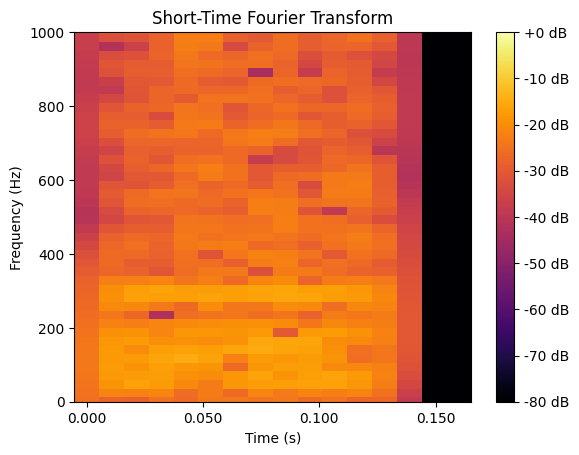 Short-Time Fourier Transform
Frequency (Hz)
1000
800
600
400
200
0
0.000
0.050
0.100
0.150
Time (s)
+0 dB
-10 dB
-20 dB
-30 dB
-40 dB
-50 dB
-60 dB
-70 dB
-80 dB